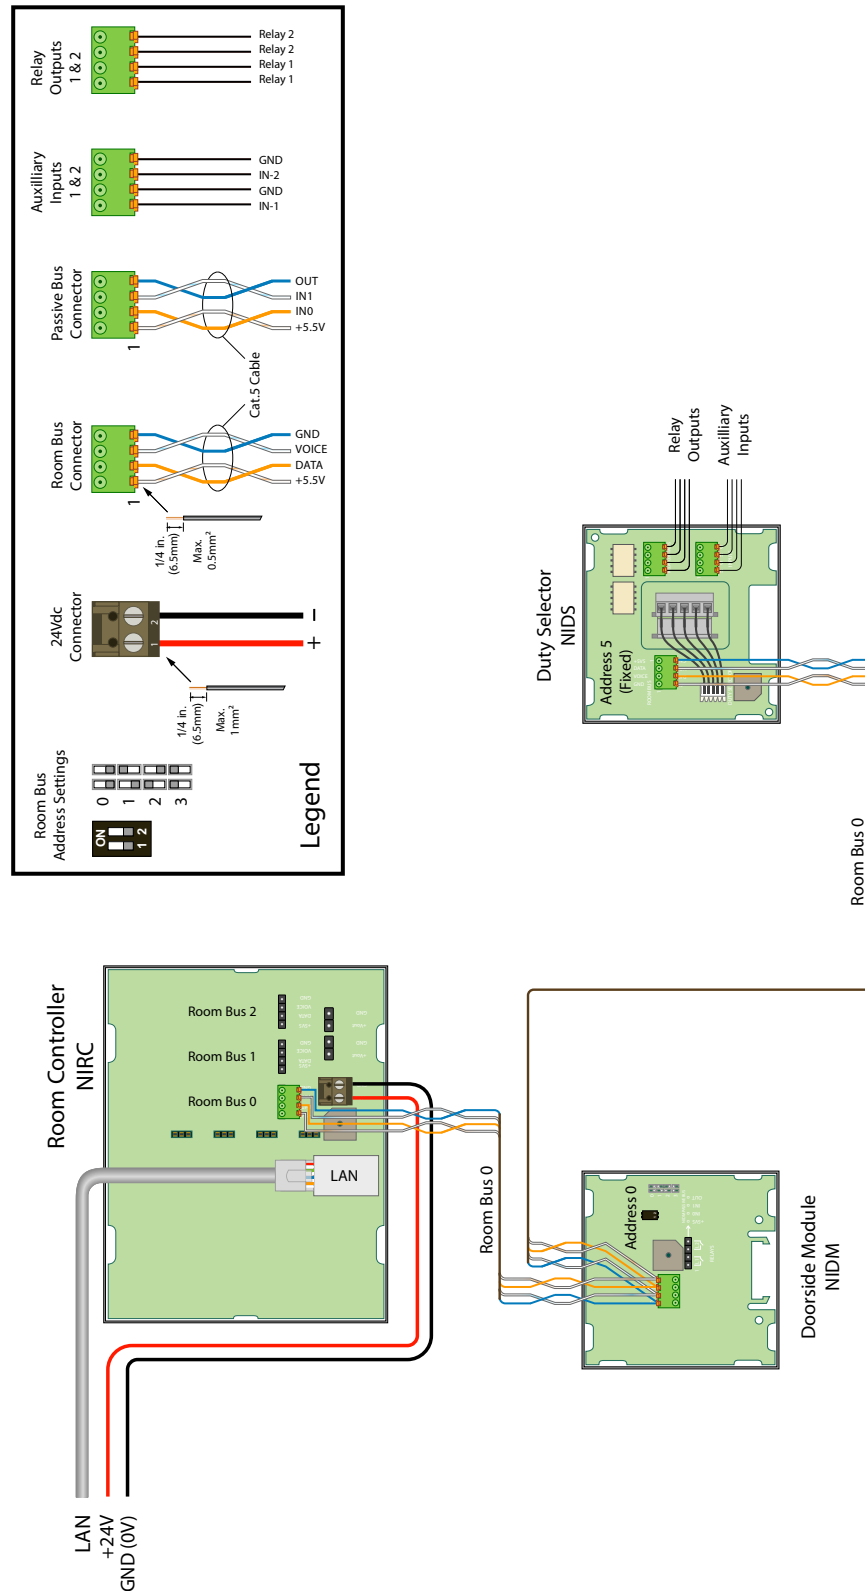 Relay
Outputs
1 & 2
Relay 2
Relay 2
Relay 1
Relay 1
Auxilliary
Inputs
1 & 2
GND
IN-2
GND
IN-1
Passive Bus
Connector
1
OUT
IN1
IN0
+5.5V
Cat.5 Cable
Room Bus
Connector
1
GND
VOICE
DATA
+5.5V
1/4 in.
(6.5mm)
Max.
0.5mm²
24Vdc
Connector
1
2
+
–
1/4 in.
(6.5mm)
Max.
1mm²
Room Bus
Address Settings
ON
1 2
0
1
2
3
Legend
Duty Selector
NIDS
Address 5
(Fixed)
Relay
Outputs
Auxilliary
Inputs
Room Bus 0
Room Controller
NIRC
Room Bus 2
Room Bus 1
Room Bus 0
LAN
Room Bus 0
LAN
+24V
GND (0V)
Address 0
Doorside Module
NIDM